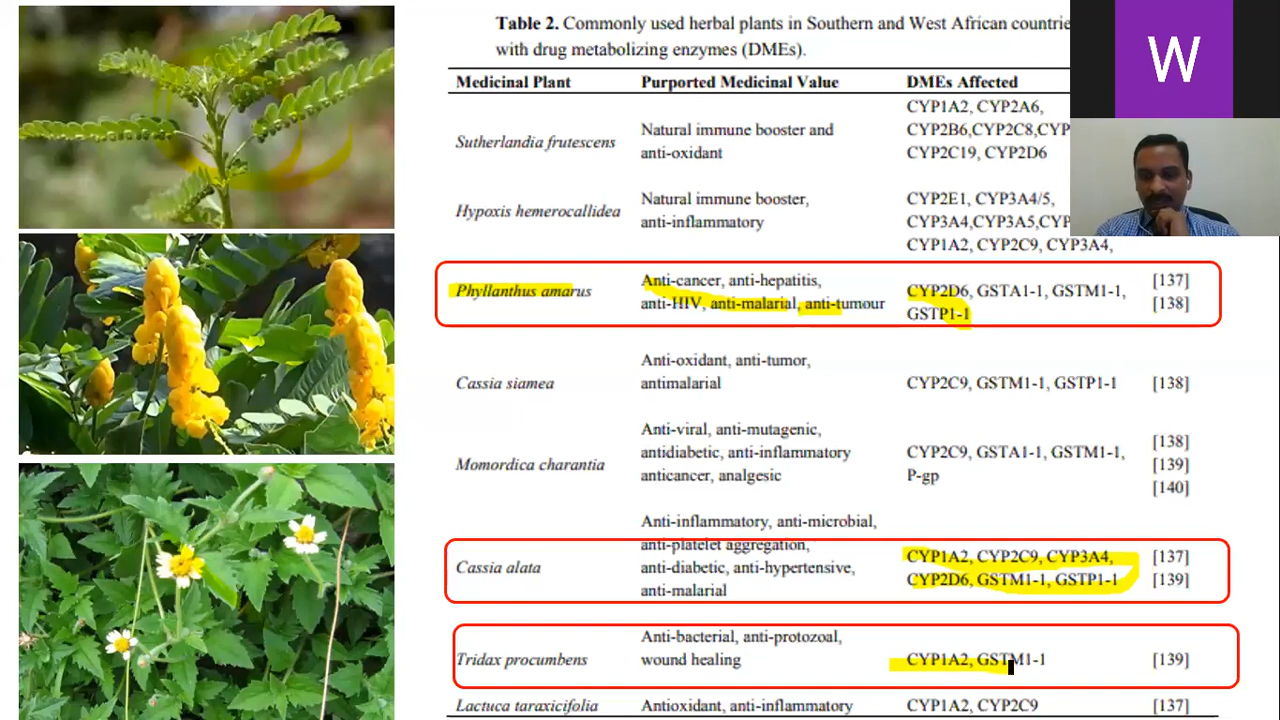 Table 2. Commonly used herbal plants in Southern and West African countrie
with drug metabolizing enzymes (DMEs).
W
Medicinal Plant Purported Medicinal Value DMEs Affected
Sutherlandia frutescens
Natural immune booster and
anti-oxidant
CYP1A2, CYP2A6,
CYP2B6,CYP2C8,CYP
CYP2C19, CYP2D6
Hypoxis hemerocallidea
Natural immune booster,
anti-inflammatory
CYP2E1, CYP3A4/5,
CYP3A4,CYP3A5,CYP
CYP1A2, CYP2C9, CYP3A4,
Phyllanthus amarus
Anti-cancer, anti-hepatitis,
anti-HIV, anti-malarial, anti-tumour
CYP2D6, GSTA1-1, GSTM1-1,
GSTP1-1
[137]
[138]
Cassia siamea
Anti-oxidant, anti-tumor,
antimalarial
CYP2C9, GSTM1-1, GSTP1-1
[138]
Momordica charantia
Anti-viral, anti-mutagenic,
antidiabetic, anti-inflammatory
anticancer, analgesic
CYP2C9, GSTA1-1, GSTM1-1,
P-gp
[138]
[139]
[140]
Cassia alata
Anti-inflammatory, anti-microbial,
anti-platelet aggregation,
anti-diabetic, anti-hypertensive,
anti-malarial
CYP1A2, CYP2C9, CYP3A4,
CYP2D6, GSTM1-1, GSTP1-1
[137]
[139]
Tridax procumbens
Anti-bacterial, anti-protozoal,
wound healing
CYP1A2, GSTM1-1
[139]
Lactuca taraxicifolia Antioxidant, anti-inflammatory CYP1A2, CYP2C9 [137]